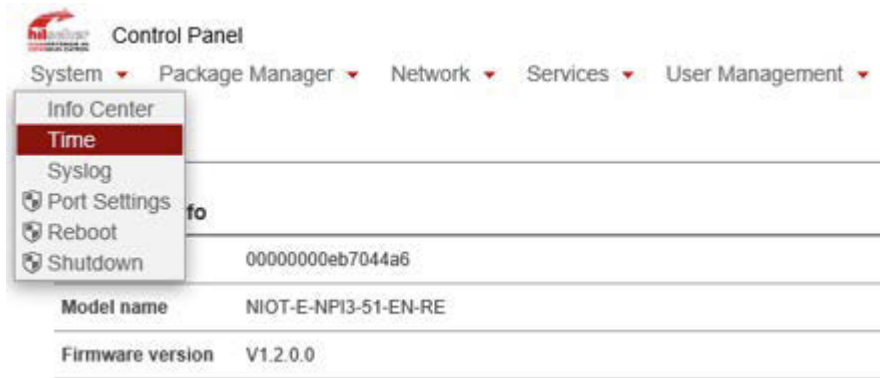 hilscher
Control Panel
System Package Manager Network Services User Management
Info Center
Time
Syslog
Port Settings
fo
Reboot
Shutdown
00000000eb7044a6
Model name NIOT-E-NPI3-51-EN-RE
Firmware version V1.2.0.0